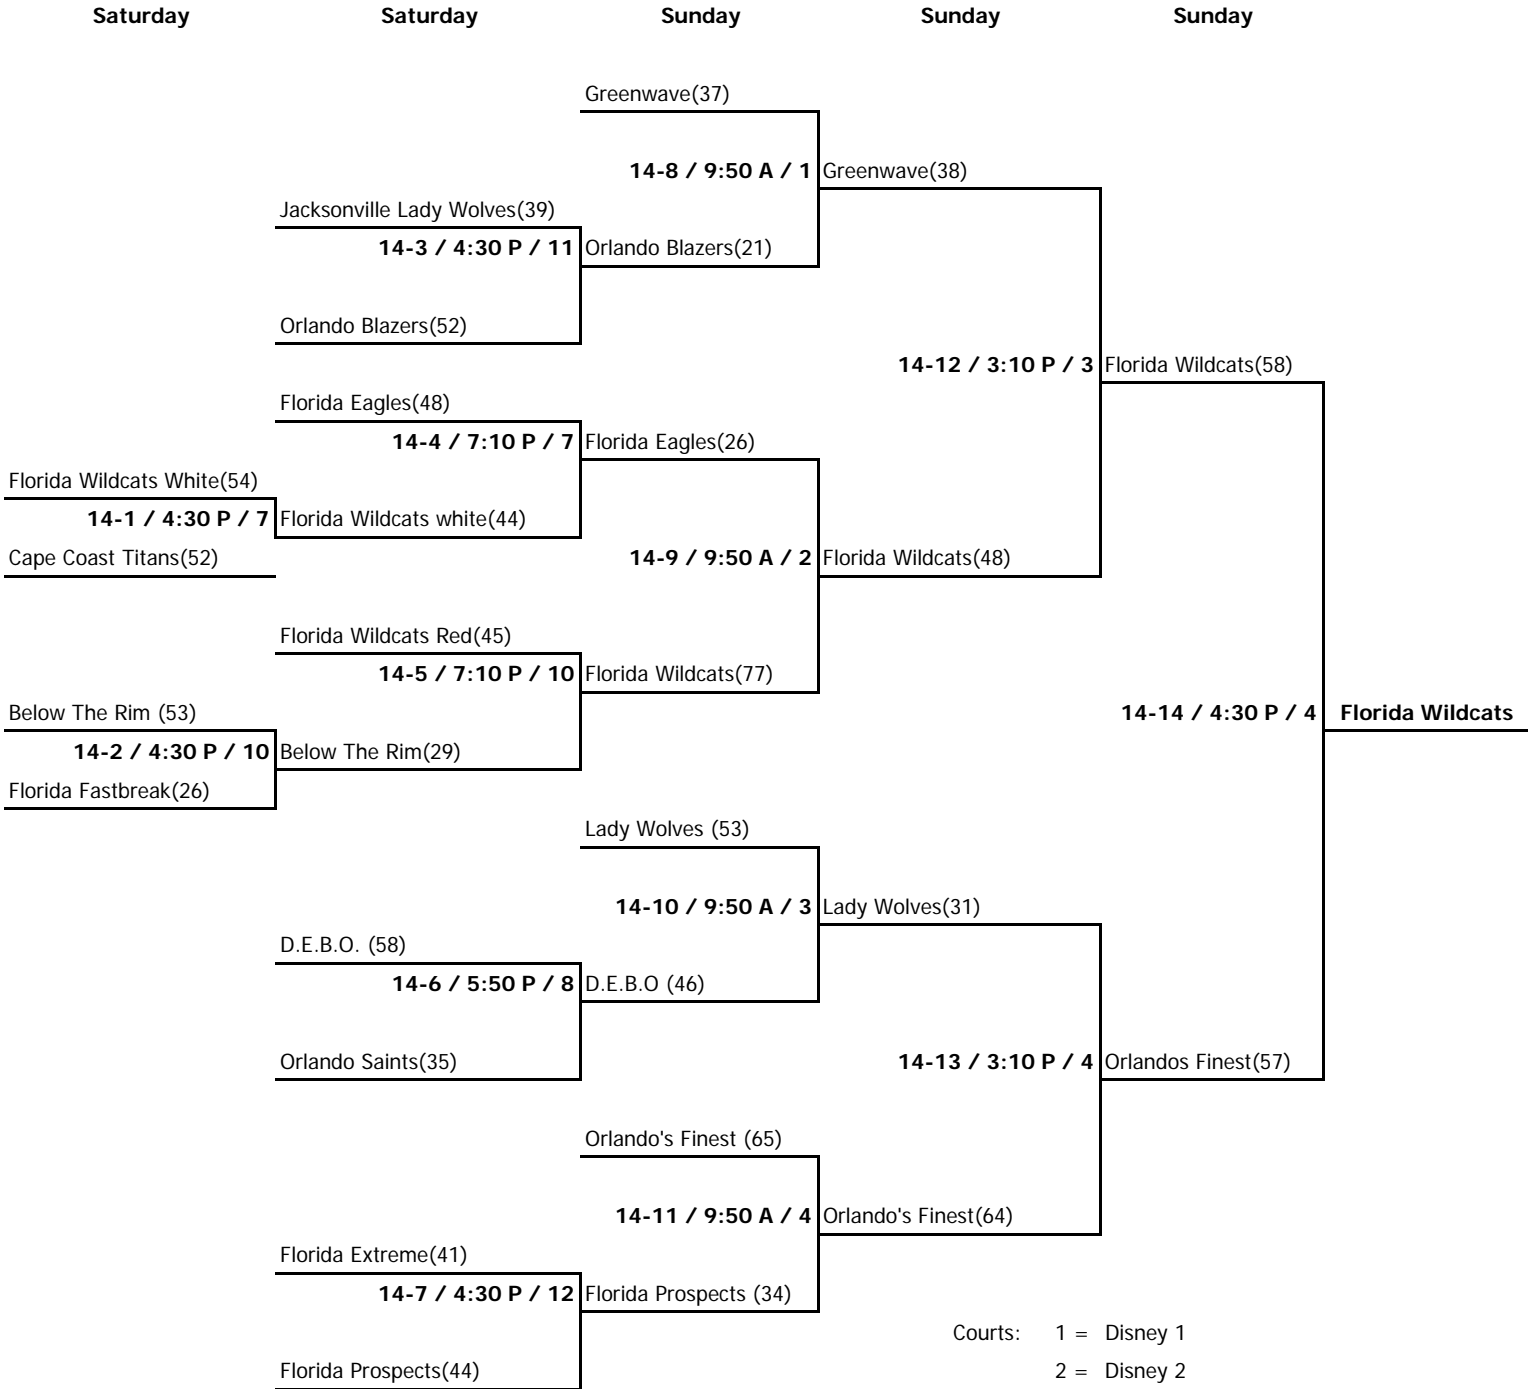 Saturday Saturday Sunday Sunday Sunday
Greenwave(37)
14-8 / 9:50 A / 1 Greenwave(38)
Jacksonville Lady Wolves(39)
14-3 / 4:30 P / 11 Orlando Blazers(21)
Orlando Blazers(52)
14-12 / 3:10 P / 3 Florida Wildcats(58)
Florida Eagles(48)
14-4 / 7:10 P / 7 Florida Eagles(26)
Florida Wildcats White(54)
14-1 / 4:30 P / 7 Florida Wildcats white(44)
Cape Coast Titans(52) 14-9 / 9:50 A / 2 Florida Wildcats(48)
Florida Wildcats Red(45)
14-5 / 7:10 P / 10 Florida Wildcats(77)
Below The Rim (53) 14-14 / 4:30 P / 4 Florida Wildcats
14-2 / 4:30 P / 10 Below The Rim(29)
Florida Fastbreak(26)
Lady Wolves (53)
14-10 / 9:50 A / 3 Lady Wolves(31)
D.E.B.O. (58)
14-6 / 5:50 P / 8 D.E.B.O (46)
Orlando Saints(35) 14-13 / 3:10 P / 4 Orlandos Finest(57)
Orlando's Finest (65)
14-11 / 9:50 A / 4 Orlando's Finest(64)
Florida Extreme(41)
14-7 / 4:30 P / 12 Florida Prospects (34)
Courts: 1 = Disney 1
Florida Prospects(44) 2 = Disney 2